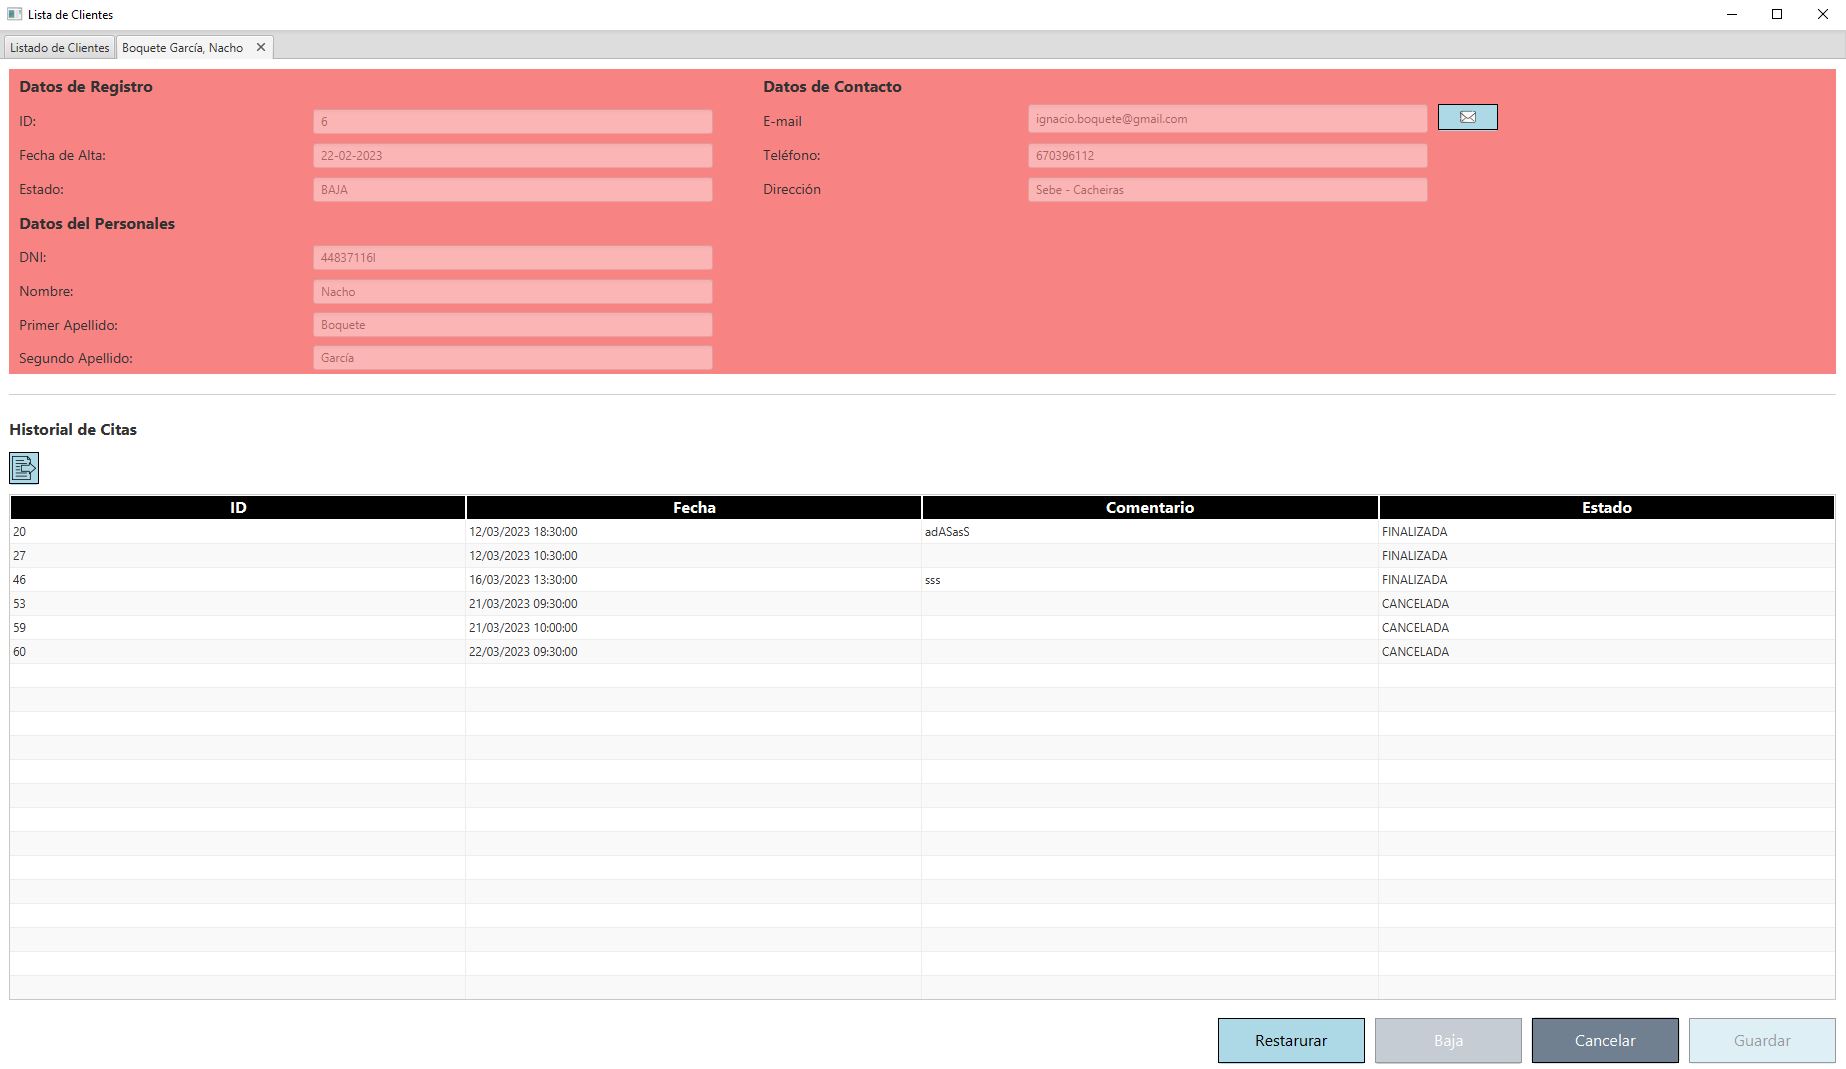 Lista de Clientes
Listado de Clientes
Boquete García, Nacho
Datos de Registro
ID: 6
Fecha de Alta: 22-02-2023
Estado: BAJA
Datos del Personales
DNI: 44837116I
Nombre: Nacho
Primer Apellido: Boquete
Segundo Apellido: García
Datos de Contacto
E-mail ignacio.boquete@gmail.com
Teléfono: 670396112
Dirección Sebe - Cacheiras
Historial de Citas
ID Fecha Comentario Estado
20 12/03/2023 18:30:00 adASasS FINALIZADA
27 12/03/2023 10:30:00 FINALIZADA
46 16/03/2023 13:30:00 sss FINALIZADA
53 21/03/2023 09:30:00 CANCELADA
59 21/03/2023 10:00:00 CANCELADA
60 22/03/2023 09:30:00 CANCELADA
Restarurar Baja Cancelar Guardar